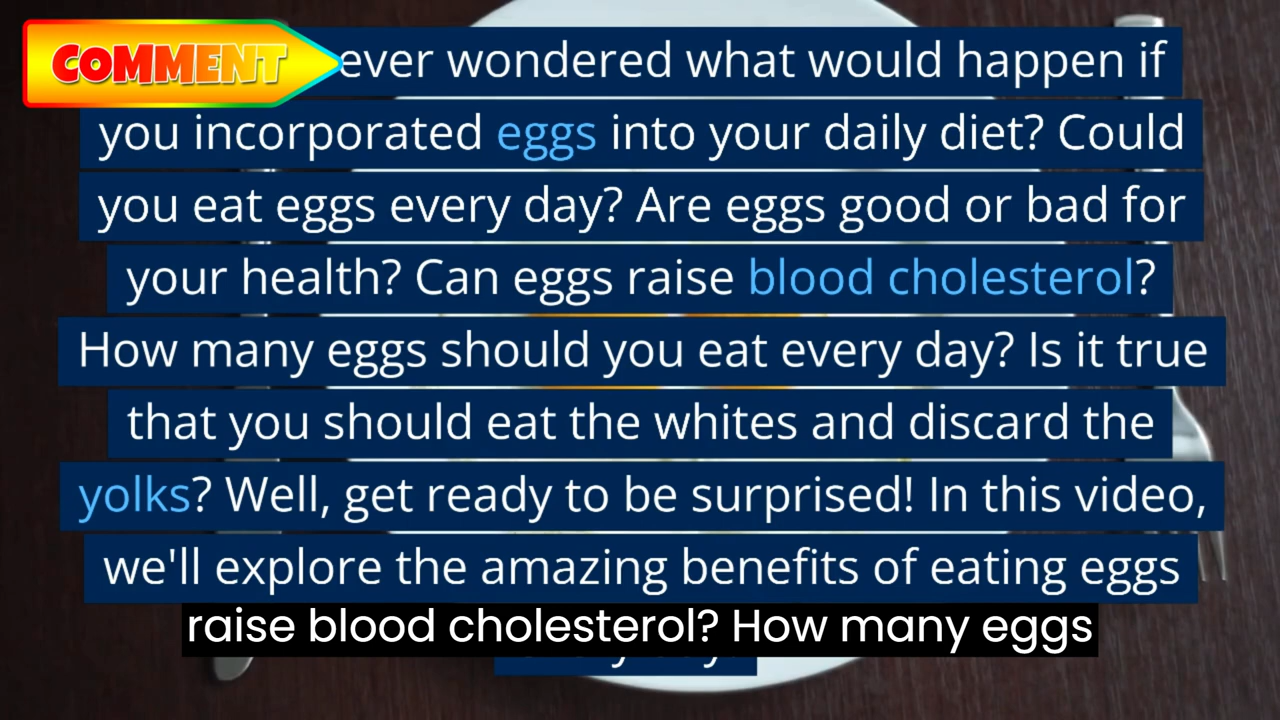 COMMENT
ever wondered what would happen if
you incorporated eggs into your daily diet? Could
you eat eggs every day? Are eggs good or bad for
your health? Can eggs raise blood cholesterol?
How many eggs should you eat every day? Is it true
that you should eat the whites and discard the
yolks? Well, get ready to be surprised! In this video,
we'll explore the amazing benefits of eating eggs
raise blood cholesterol? How many eggs